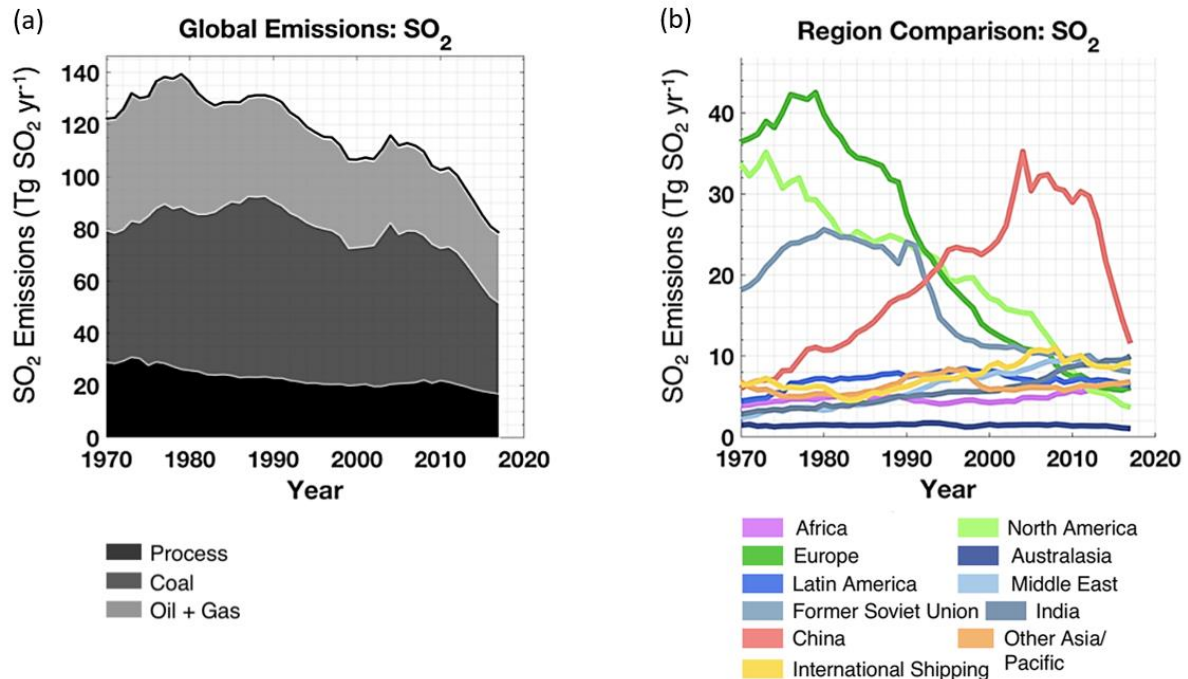 (a)
Global Emissions: SO2
SO2 Emissions (Tg SO2 yr-1)
140
120
100
80
60
40
20
0
1970 1980 1990 2000 2010 2020
Year
Process
Coal
Oil + Gas
(b)
Region Comparison: SO2
SO2 Emissions (Tg SO2 yr-1)
40
30
20
10
0
1970 1980 1990 2000 2010 2020
Year
Africa
Europe
Latin America
Former Soviet Union
China
International Shipping
North America
Australasia
Middle East
India
Other Asia/
Pacific